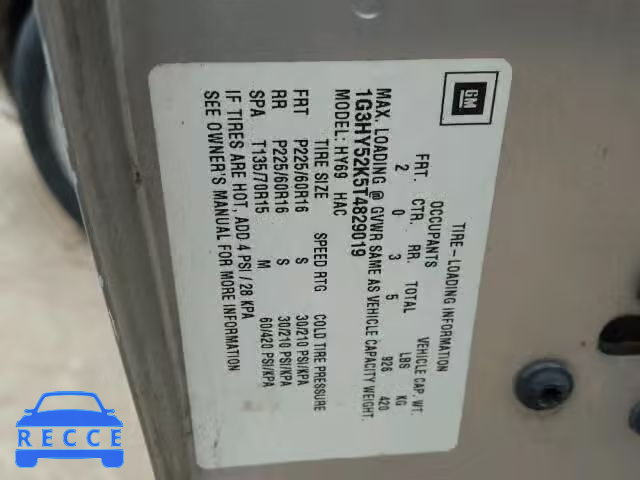 GM
TIRE-LOADING INFORMATION
OCCUPANTS VEHICLE CAP. WT.
FRT. CTR. RR. TOTAL LBS KG
2 0 3 5 926 420
MAX. LOADING @ GVWR SAME AS VEHICLE CAPACITY WEIGHT.
1G3HY52K5T4829019
MODEL: HY69 HAC
TIRE SIZE SPEED RTG COLD TIRE PRESSURE
FRT P225/60R16 S 30/210 PSI/KPA
RR P225/60R16 S 30/210 PSI/KPA
SPA T135/70R15 M 60/420 PSI/KPA
IF TIRES ARE HOT, ADD 4 PSI / 28 KPA
SEE OWNER'S MANUAL FOR MORE INFORMATION
RECCE